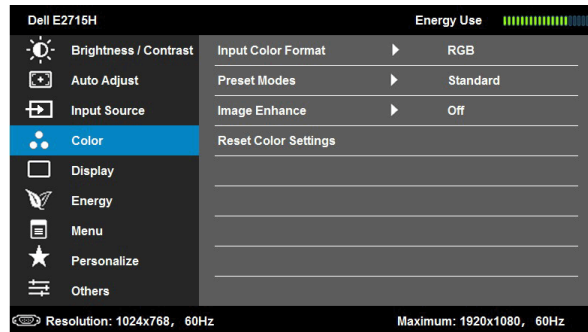 Dell E2715H Energy Use
Brightness / Contrast Input Color Format RGB
Auto Adjust Preset Modes Standard
Input Source Image Enhance Off
Color Reset Color Settings
Display
Energy
Menu
Personalize
Others
Resolution: 1024x768, 60Hz Maximum: 1920x1080, 60Hz